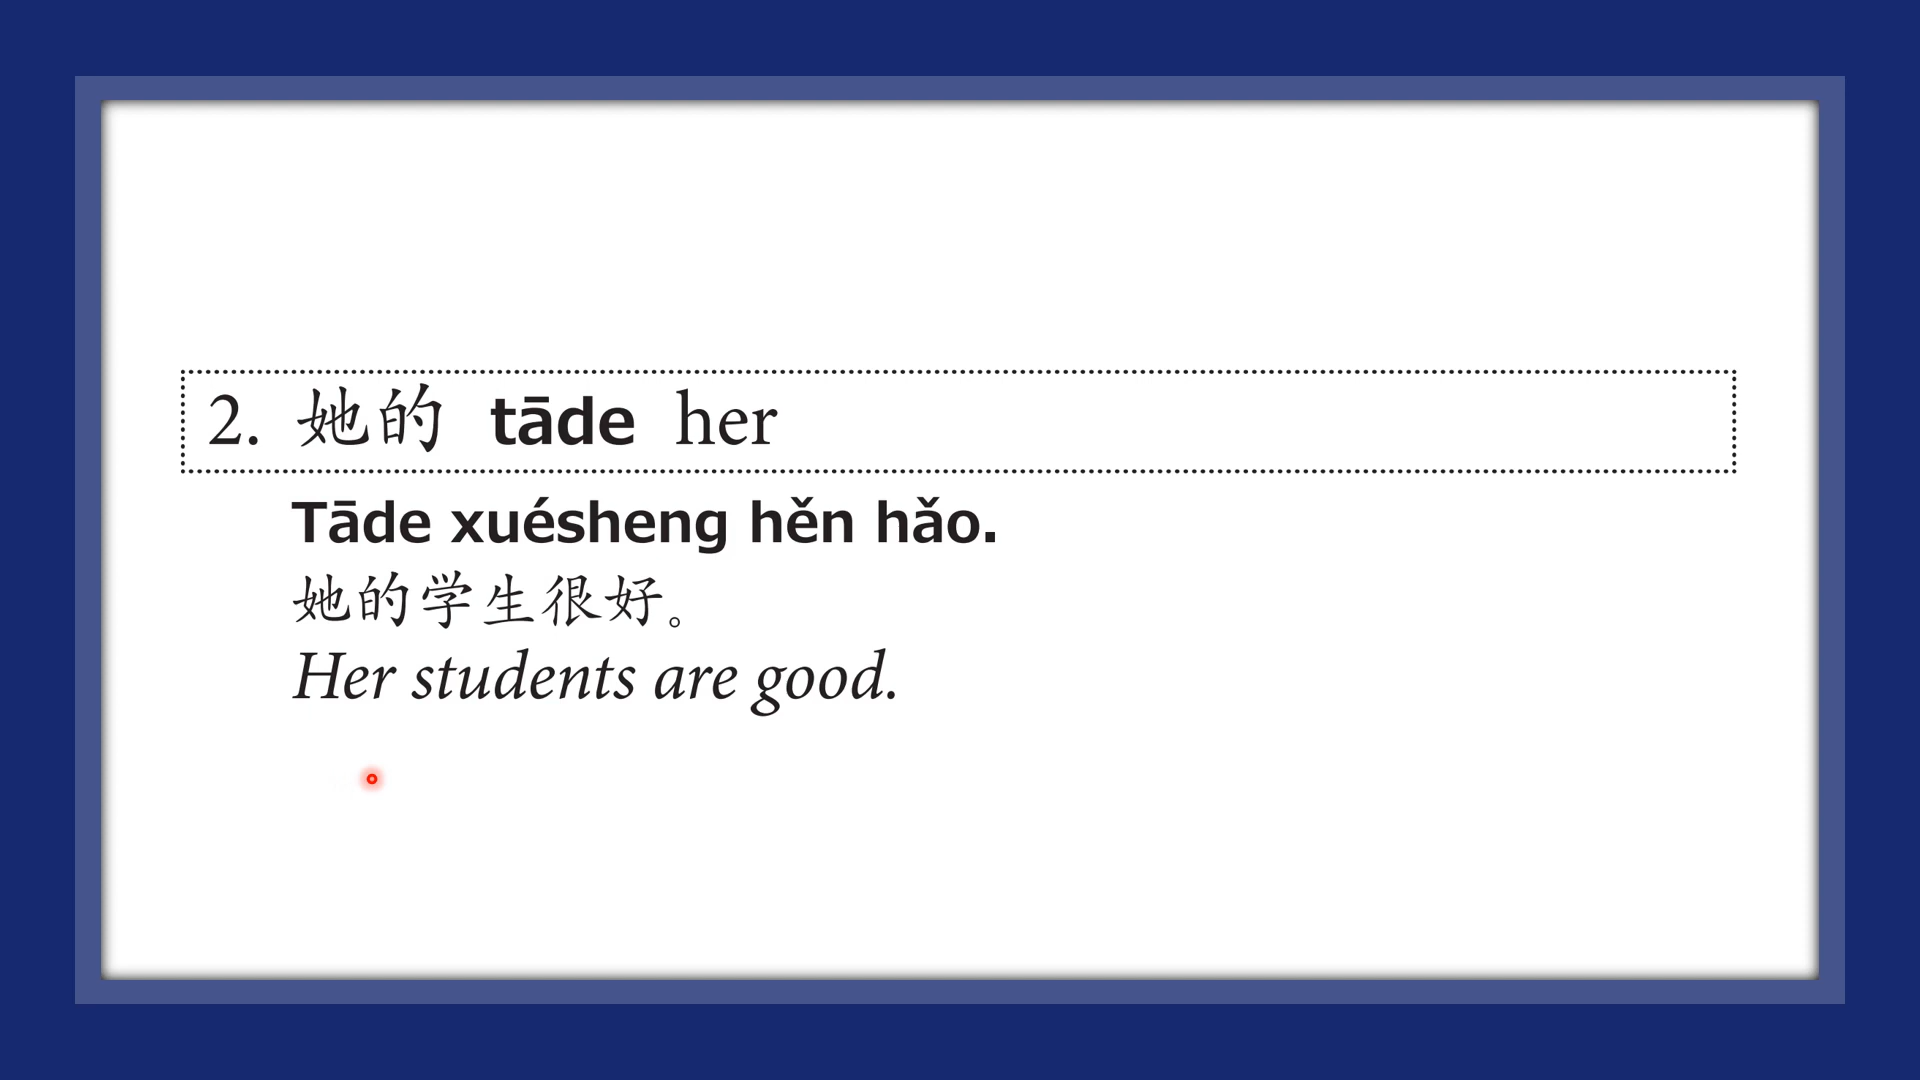 2. 她的 tāde her
Tāde xuésheng hěn hǎo.
她的学生很好。
Her students are good.